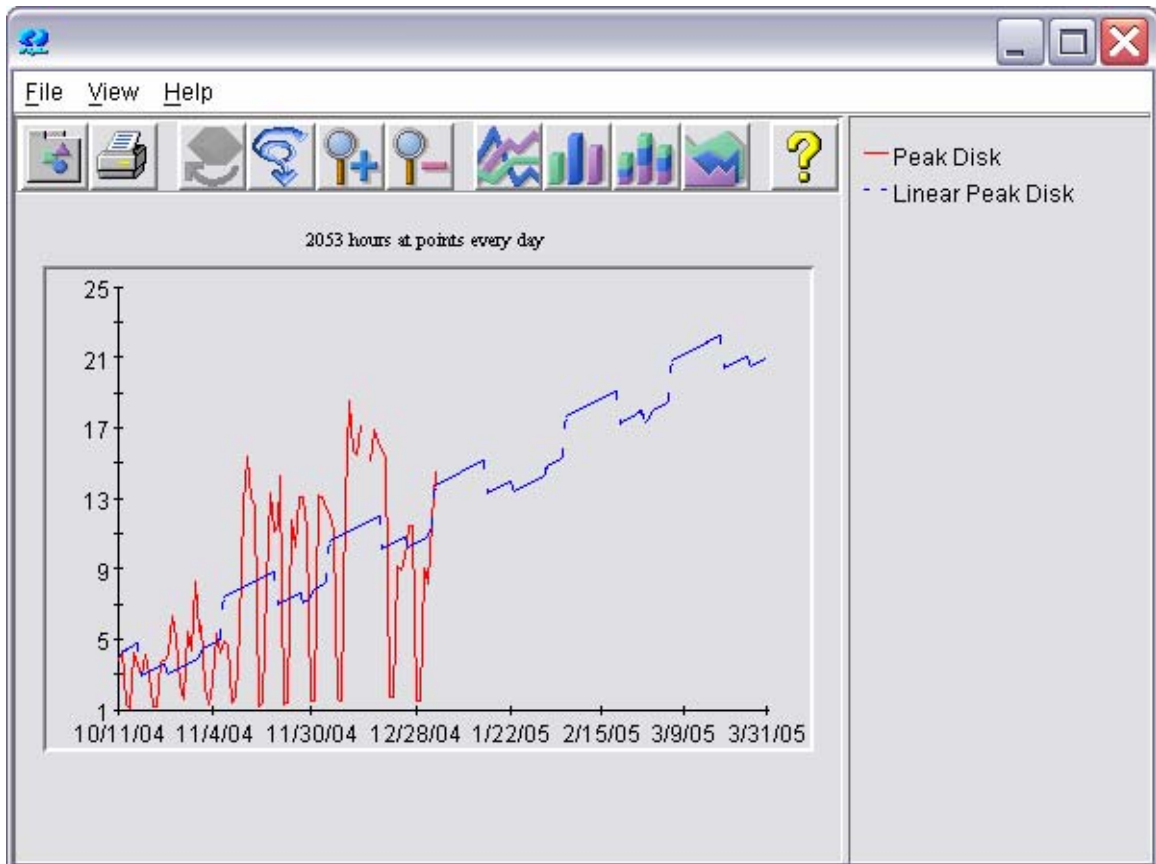 File View Help
2053 hours at points every day
Peak Disk
Linear Peak Disk
25
21
17
13
9
5
1
10/11/04 11/4/04 11/30/04 12/28/04 1/22/05 2/15/05 3/9/05 3/31/05